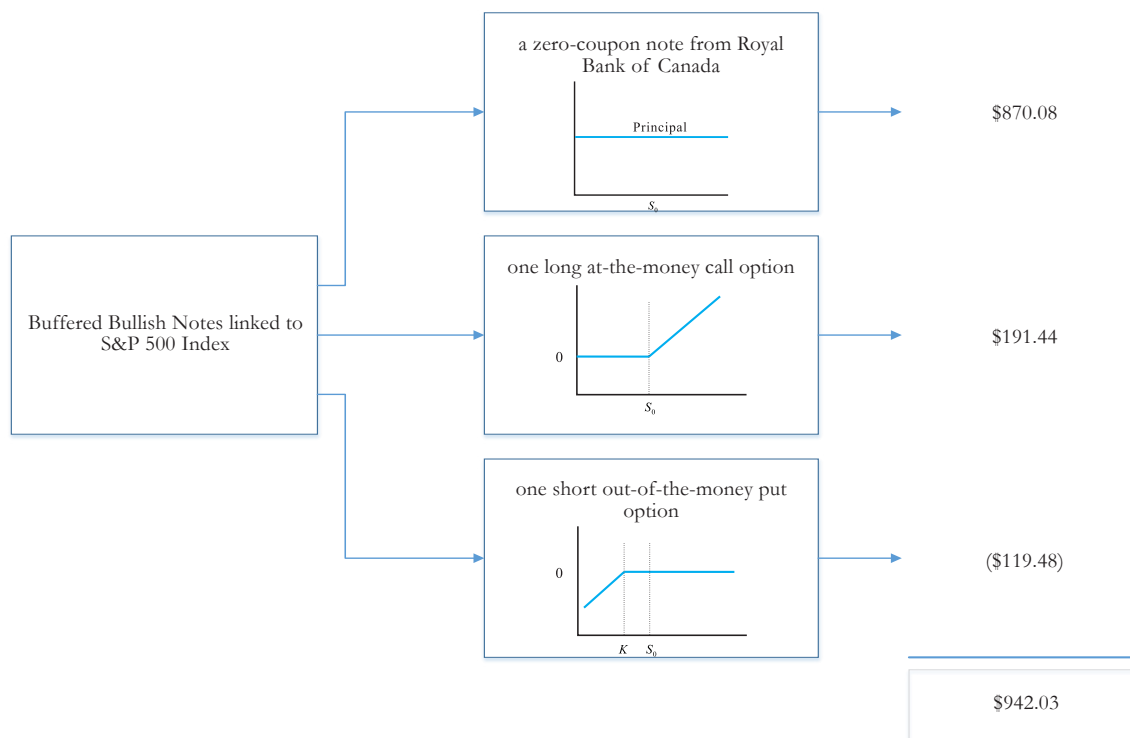 a zero-coupon note from Royal
Bank of Canada
Principal
S₀
$870.08
Buffered Bullish Notes linked to
S&P 500 Index
one long at-the-money call option
0
S₀
$191.44
one short out-of-the-money put
option
0
K S₀
($119.48)
$942.03